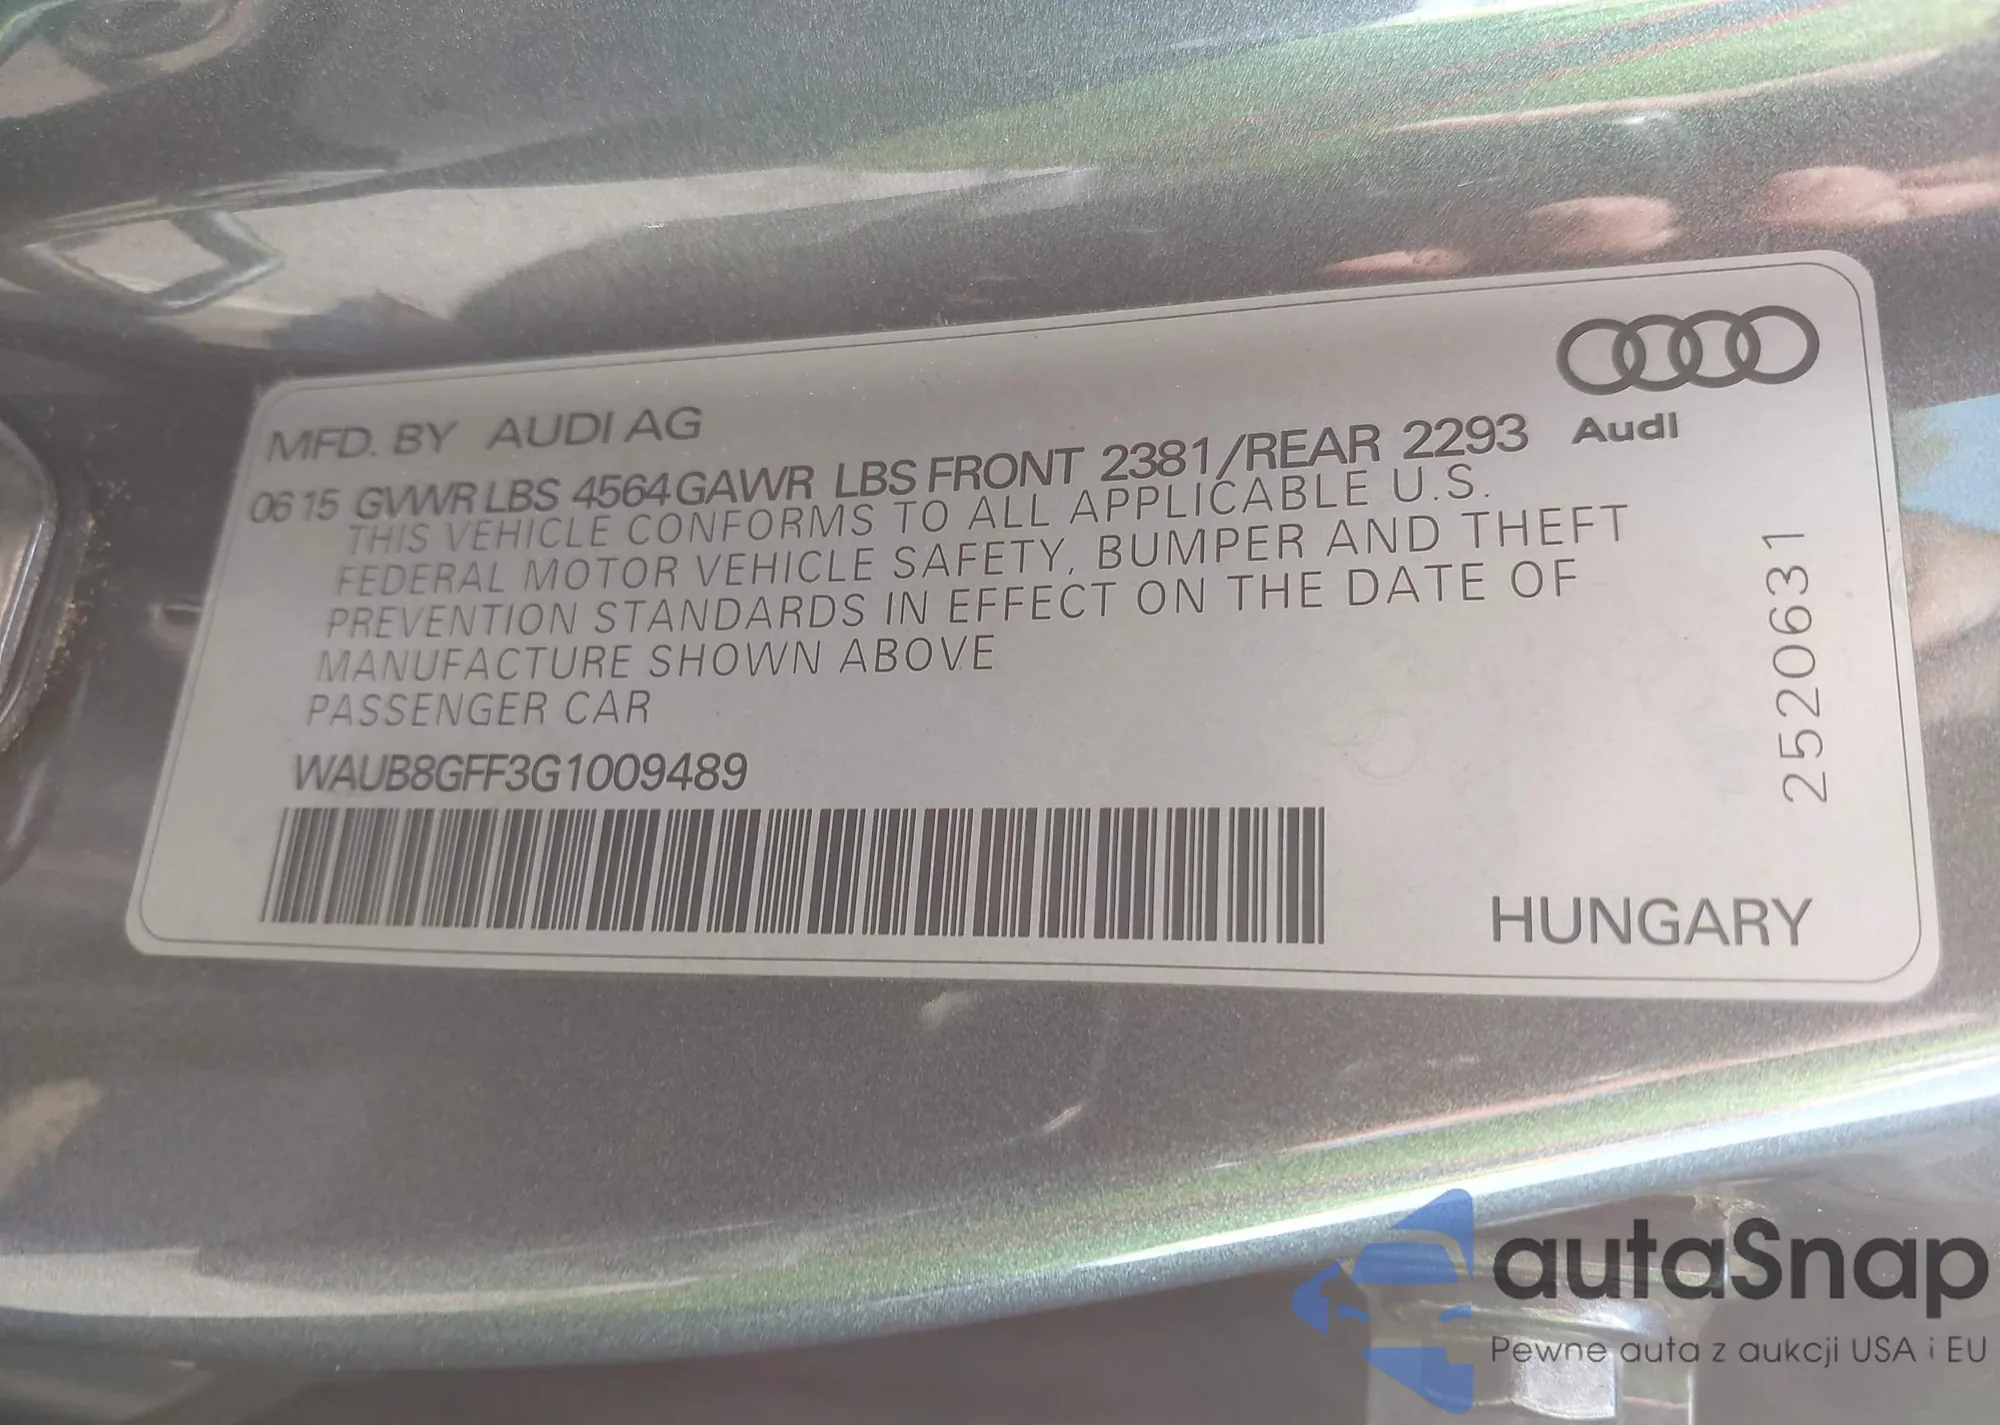 MFD. BY AUDI AG
06 15 GVWR LBS 4564 GAWR LBS FRONT 2381/REAR 2293
Audi
THIS VEHICLE CONFORMS TO ALL APPLICABLE U.S.
FEDERAL MOTOR VEHICLE SAFETY, BUMPER AND THEFT
PREVENTION STANDARDS IN EFFECT ON THE DATE OF
MANUFACTURE SHOWN ABOVE
PASSENGER CAR
WAUB8GFF3G1009489
2520631
HUNGARY
autaSnap
Pewne auta z aukcji USA i EU